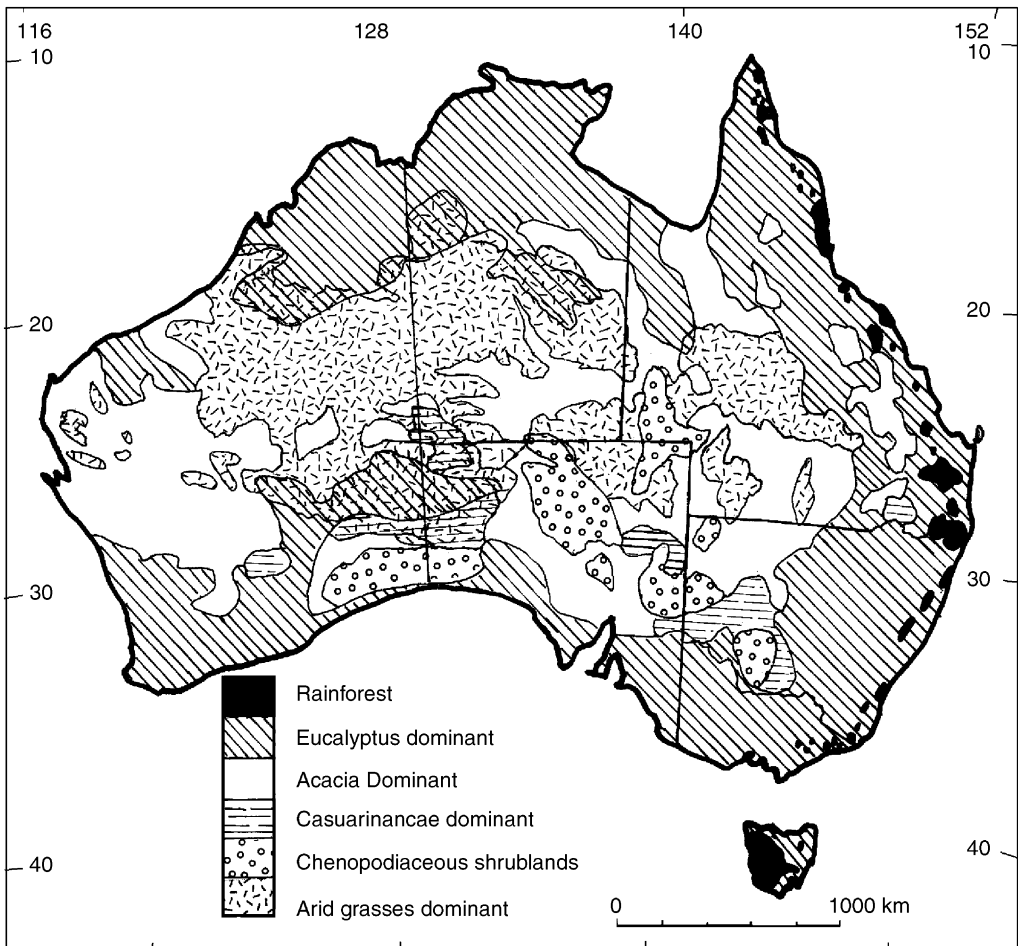 116 128 140 152
10 10
20 20
30 30
Rainforest
Eucalyptus dominant
Acacia Dominant
Casuarinancae dominant
Chenopodiaceous shrublands
Arid grasses dominant
40 40
0 1000 km